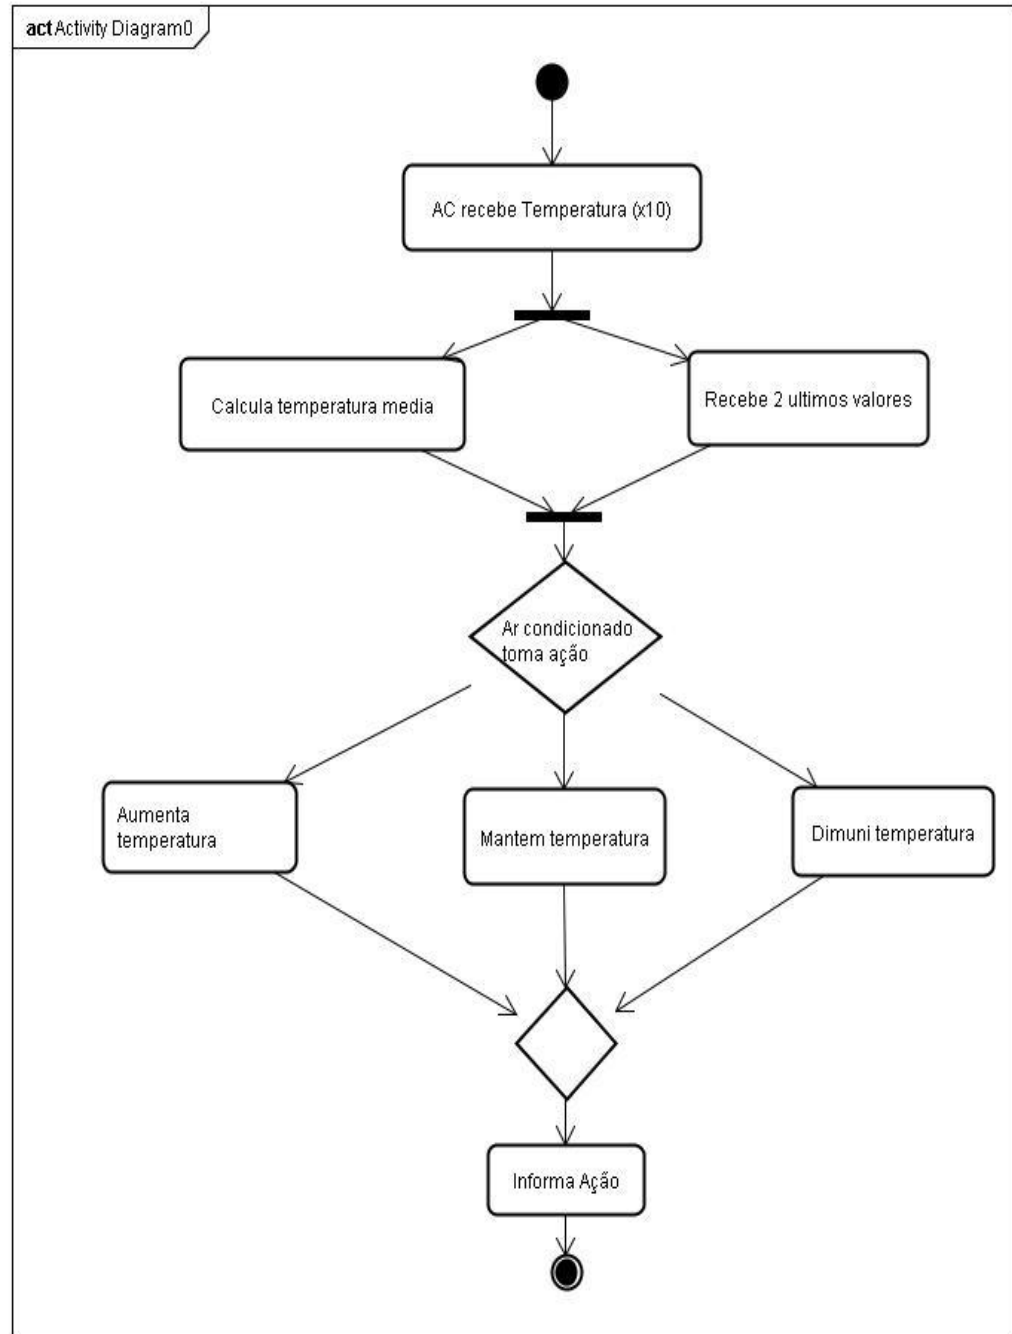 act Activity Diagram0
AC recebe Temperatura (x10)
Calcula temperatura media
Recebe 2 ultimos valores
Ar condicionado
toma ação
Aumenta
temperatura
Mantem temperatura
Dimuni temperatura
Informa Ação